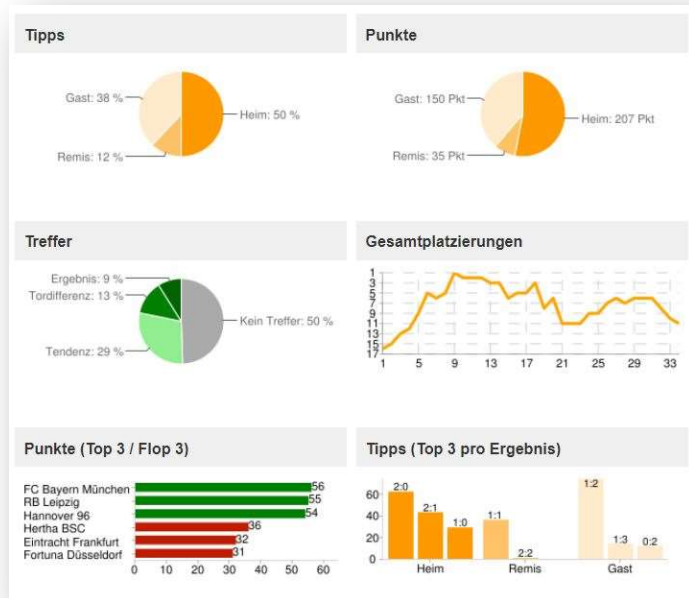 Tipps
Gast: 38 %
Heim: 50 %
Remis: 12 %
Punkte
Gast: 150 Pkt
Heim: 207 Pkt
Remis: 35 Pkt
Treffer
Ergebnis: 9 %
Tordifferenz: 13 %
Kein Treffer: 50 %
Tendenz: 29 %
Gesamtplatzierungen
1
3
5
7
9
11
13
15
17
1 5 9 13 17 21 25 29 33
Punkte (Top 3 / Flop 3)
FC Bayern München 56
RB Leipzig 55
Hannover 96 54
Hertha BSC 36
Eintracht Frankfurt 32
Fortuna Düsseldorf 31
0 10 20 30 40 50 60
Tipps (Top 3 pro Ergebnis)
60
40
20
0
2:0 2:1 1:0 1:1 2:2 1:2 1:3 0:2
Heim Remis Gast